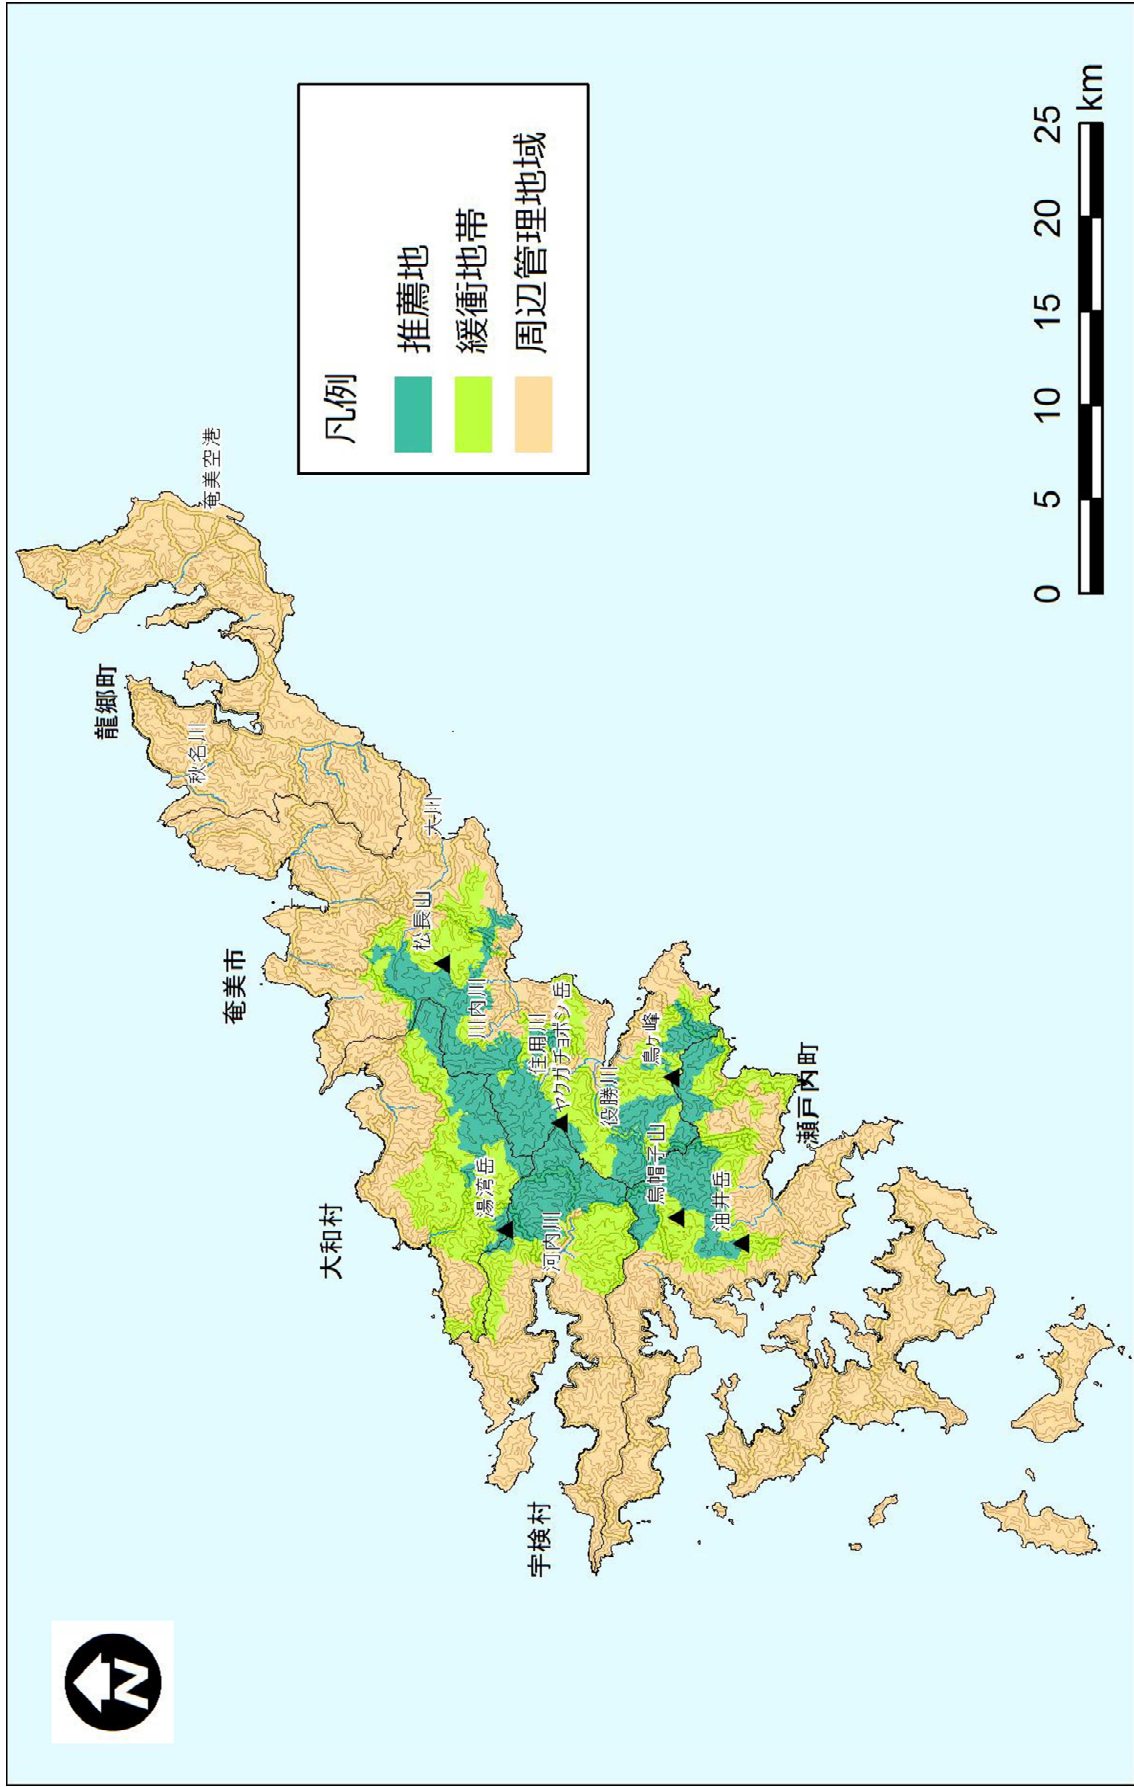 N
龍郷町
奄美市
大和村
宇検村
瀬戸内町
奄美空港
秋名川
大川
松長山
川内川
住用川
ヤクガチョボシ岳
役勝川
鳥ヶ峰
湯湾岳
河内川
烏帽子山
油井岳
凡例
推薦地
緩衝地帯
周辺管理地域
0 5 10 15 20 25
km